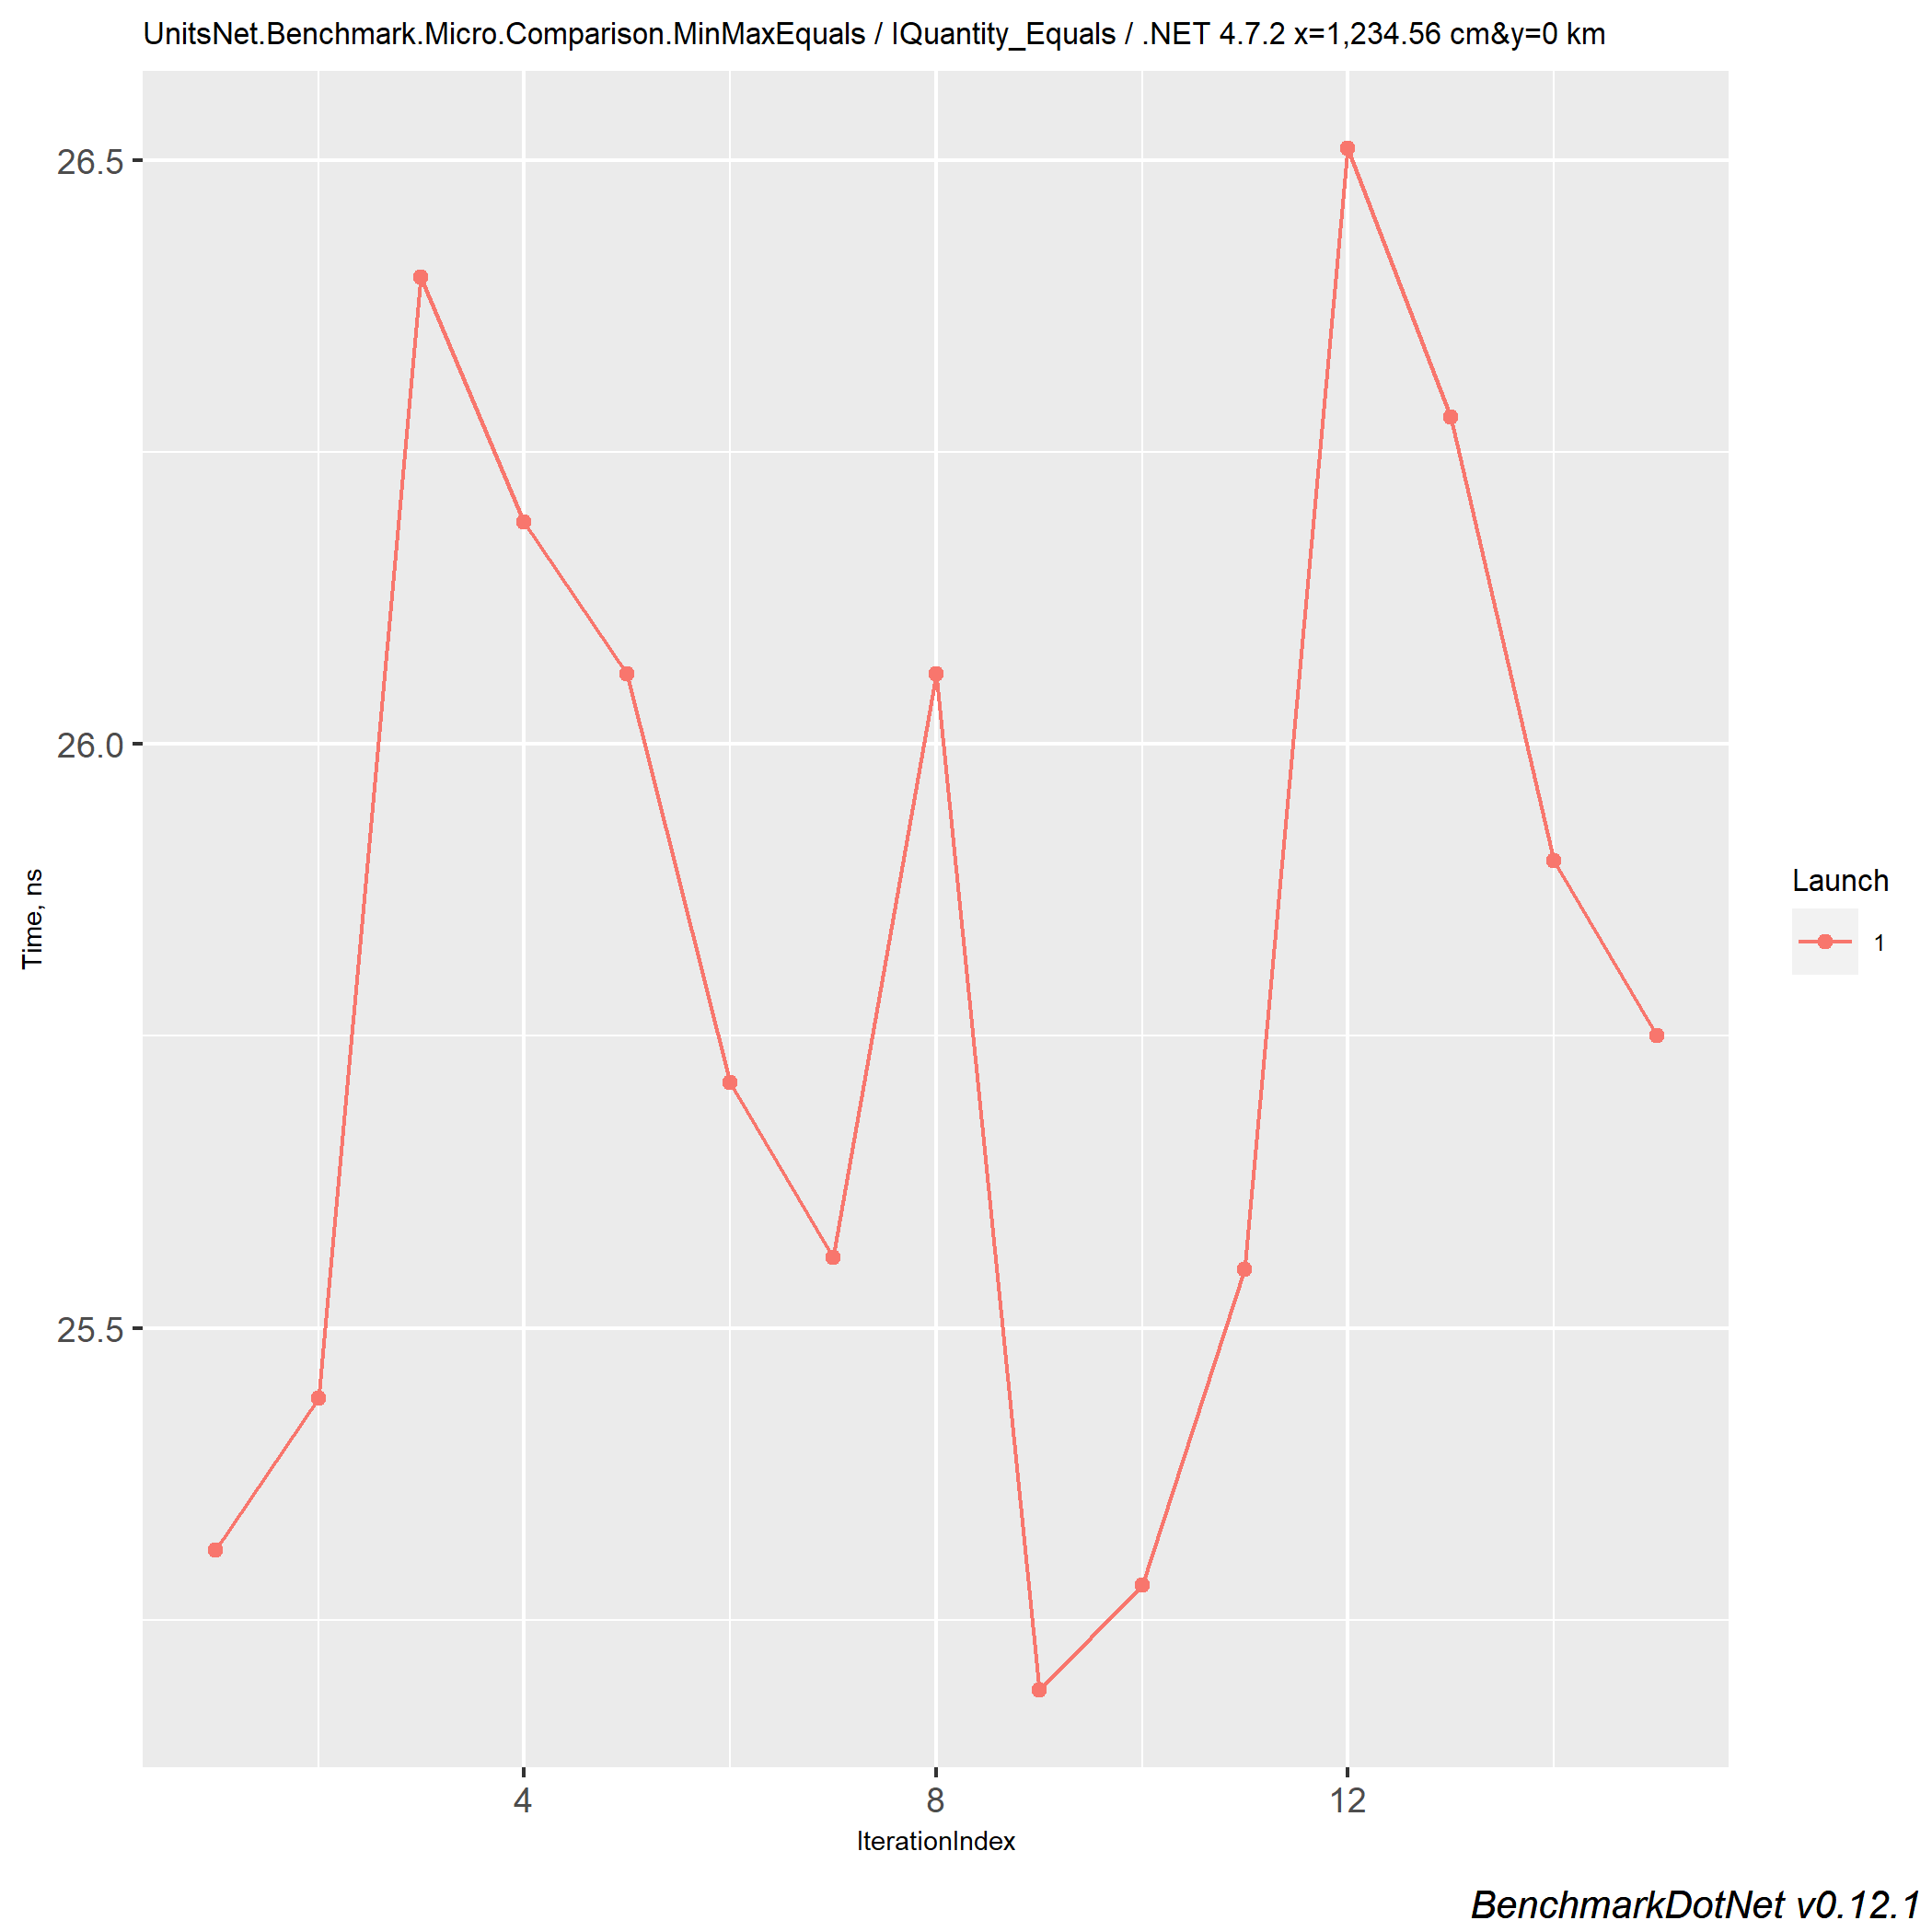 UnitsNet.Benchmark.Micro.Comparison.MinMaxEquals / IQuantity_Equals / .NET 4.7.2 x=1,234.56 cm&y=0 km
26.5
26.0
25.5
Time, ns
4 8 12
IterationIndex
Launch
1
BenchmarkDotNet v0.12.1